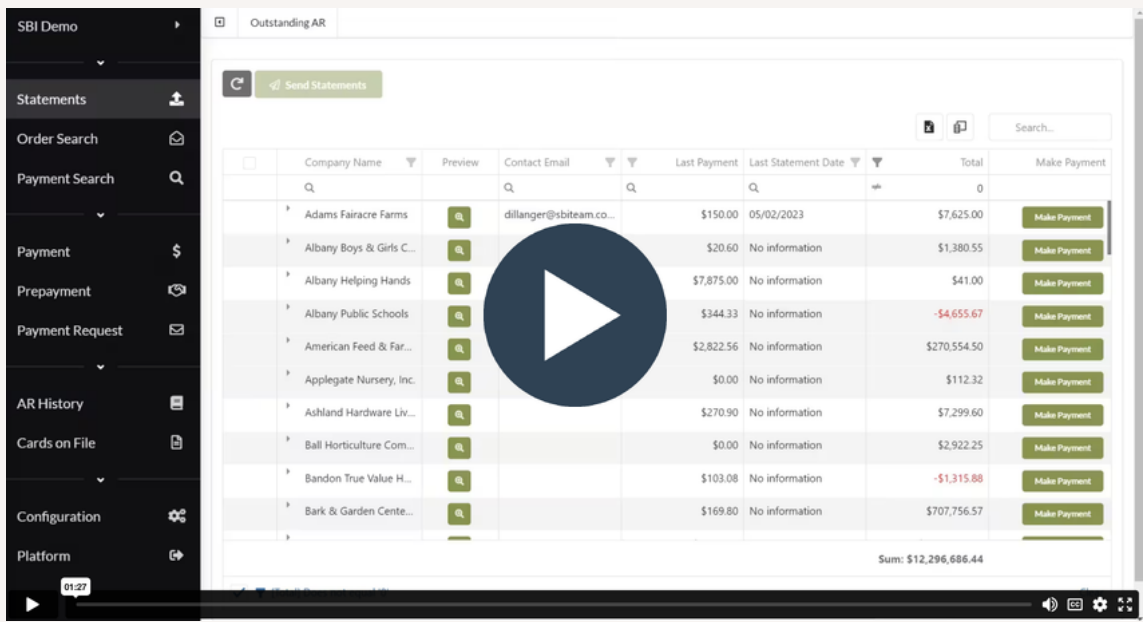 SBI Demo
Outstanding AR
Send Statements
Statements
Order Search
Payment Search
Payment
Prepayment
Payment Request
AR History
Cards on File
Configuration
Platform
Search...
Company Name Preview Contact Email Last Payment Last Statement Date Total Make Payment
0
Adams Fairacre Farms dillanger@sbiteam.co... $150.00 05/02/2023 $7,625.00 Make Payment
Albany Boys & Girls C... $20.60 No information $1,380.55 Make Payment
Albany Helping Hands $7,875.00 No information $41.00 Make Payment
Albany Public Schools $344.33 No information -$4,655.67 Make Payment
American Feed & Far... $2,822.56 No information $270,554.50 Make Payment
Applegate Nursery, Inc. $0.00 No information $112.32 Make Payment
Ashland Hardware Liv... $270.90 No information $7,299.60 Make Payment
Ball Horticulture Com... $0.00 No information $2,922.25 Make Payment
Bandon True Value H... $103.08 No information -$1,315.88 Make Payment
Bark & Garden Cente... $169.80 No information $707,756.57 Make Payment
Sum: $12,296,686.44
01:27
CC